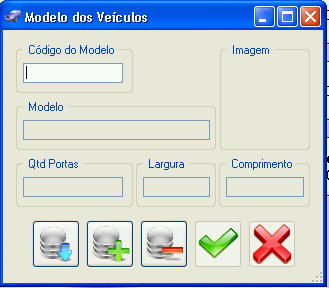 Modelo dos Veículos
Código do Modelo
Imagem
Modelo
Qtd Portas
Largura
Comprimento